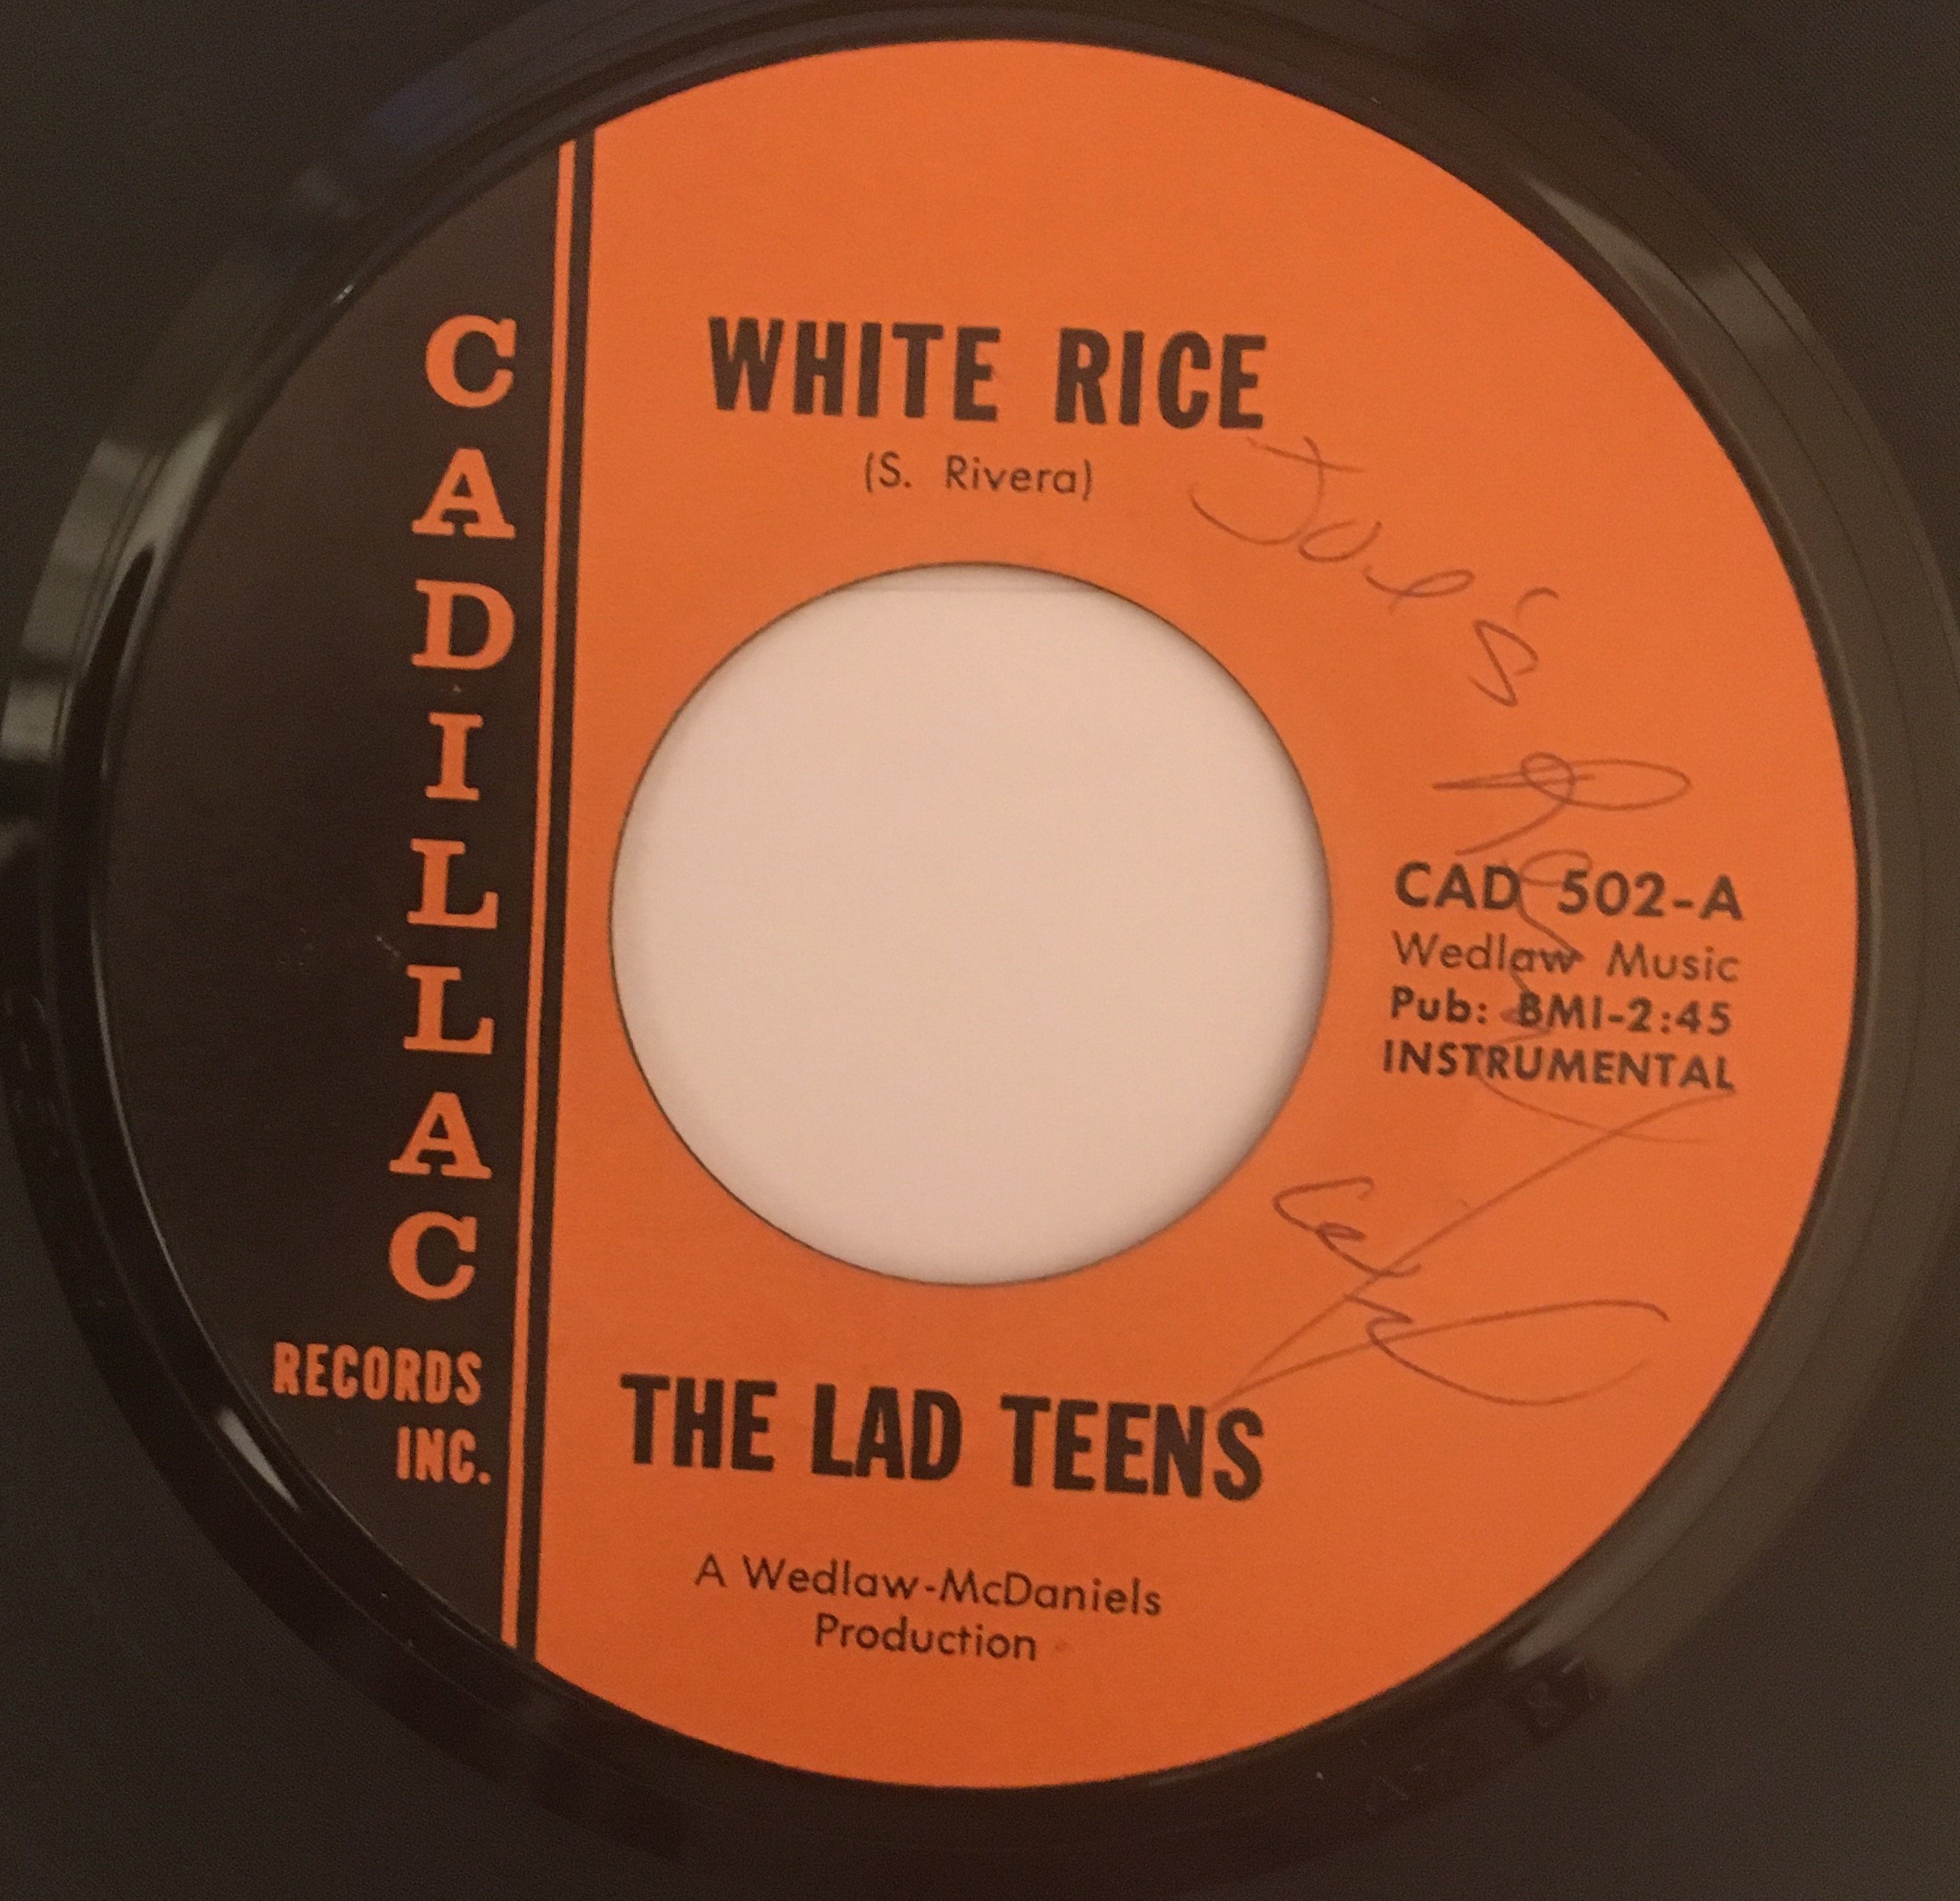 CADILLAC
RECORDS
INC.
WHITE RICE
(S. Rivera)
Joe's
CAD 502-A
Wedlaw Music
Pub: BMI-2:45
INSTRUMENTAL
THE LAD TEENS
A Wedlaw-McDaniels
Production